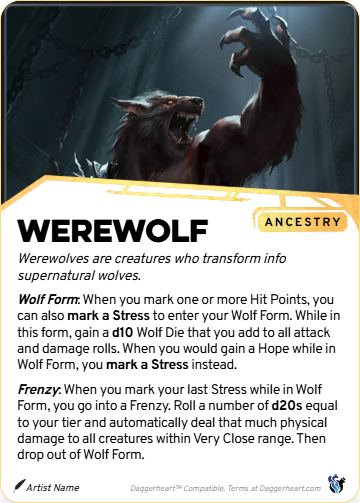 WEREWOLF
ANCESTRY
Werewolves are creatures who transform into
supernatural wolves.
Wolf Form: When you mark one or more Hit Points, you
can also mark a Stress to enter your Wolf Form. While in
this form, gain a d10 Wolf Die that you add to all attack
and damage rolls. When you would gain a Hope while in
Wolf Form, you mark a Stress instead.
Frenzy: When you mark your last Stress while in Wolf
Form, you go into a Frenzy. Roll a number of d20s equal
to your tier and automatically deal that much physical
damage to all creatures within Very Close range. Then
drop out of Wolf Form.
Artist Name
Daggerheart™ Compatible. Terms at Daggerheart.com